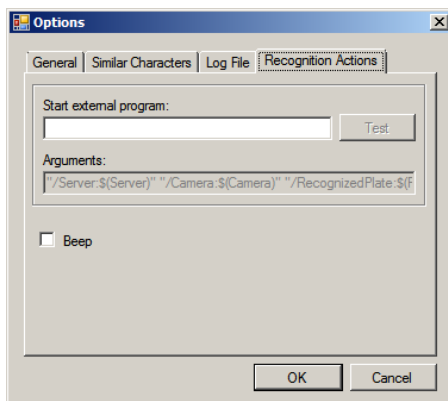 Options
General Similar Characters Log File Recognition Actions
Start external program:
Test
Arguments:
"/Server:$(Server)" "/Camera:$(Camera)" "/RecognizedPlate:$(
Beep
OK Cancel